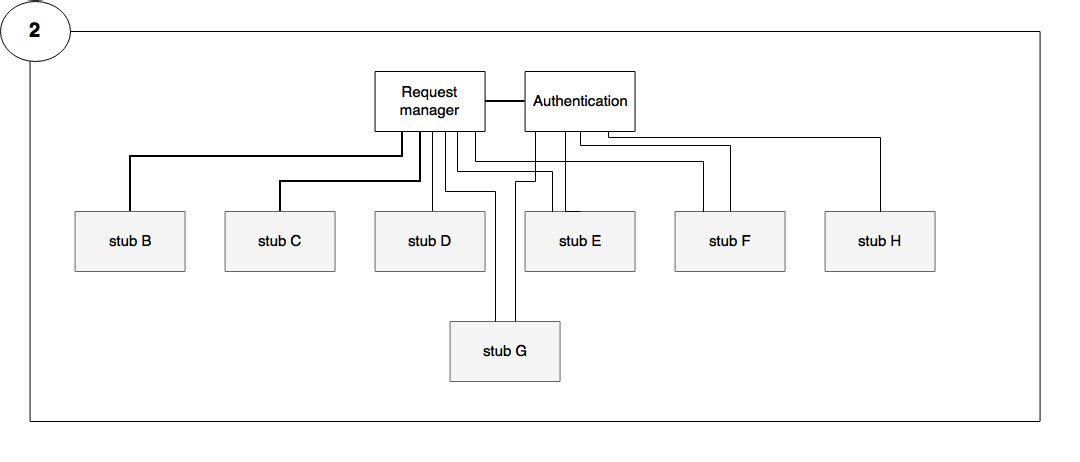 2
Request
manager
Authentication
stub B
stub C
stub D
stub E
stub F
stub H
stub G